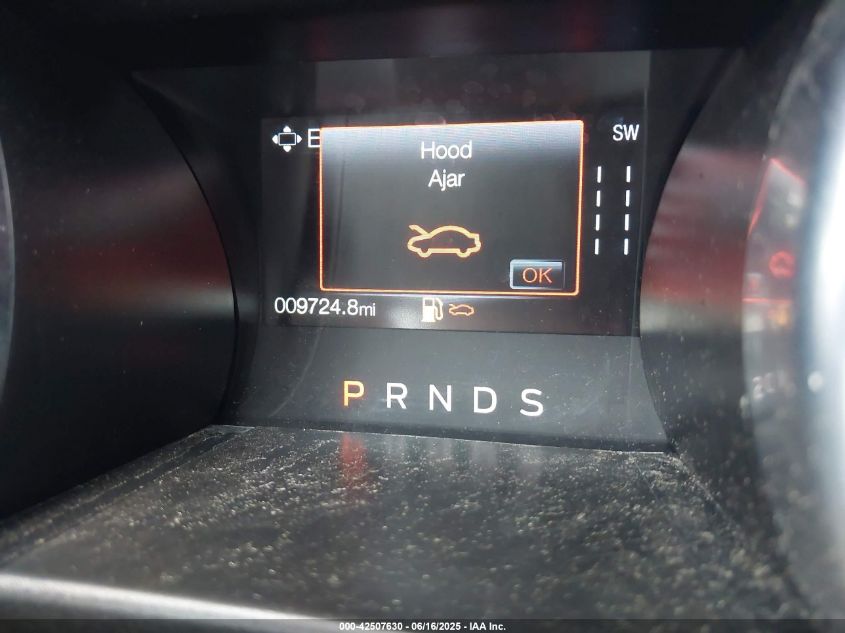 E
SW
Hood
Ajar
OK
009724.8mi
P R N D S
000-42507630 - 06/16/2025 - IAA Inc.